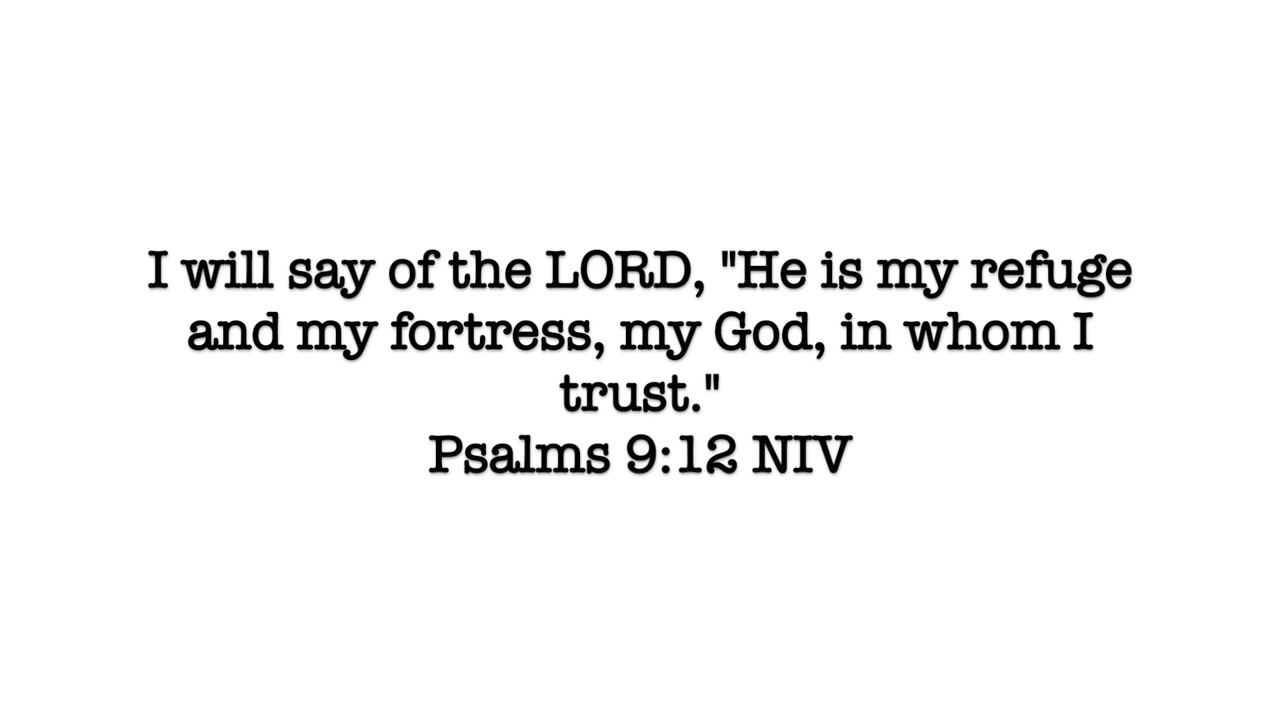 I will say of the LORD, "He is my refuge
and my fortress, my God, in whom I
trust."
Psalms 9:12 NIV